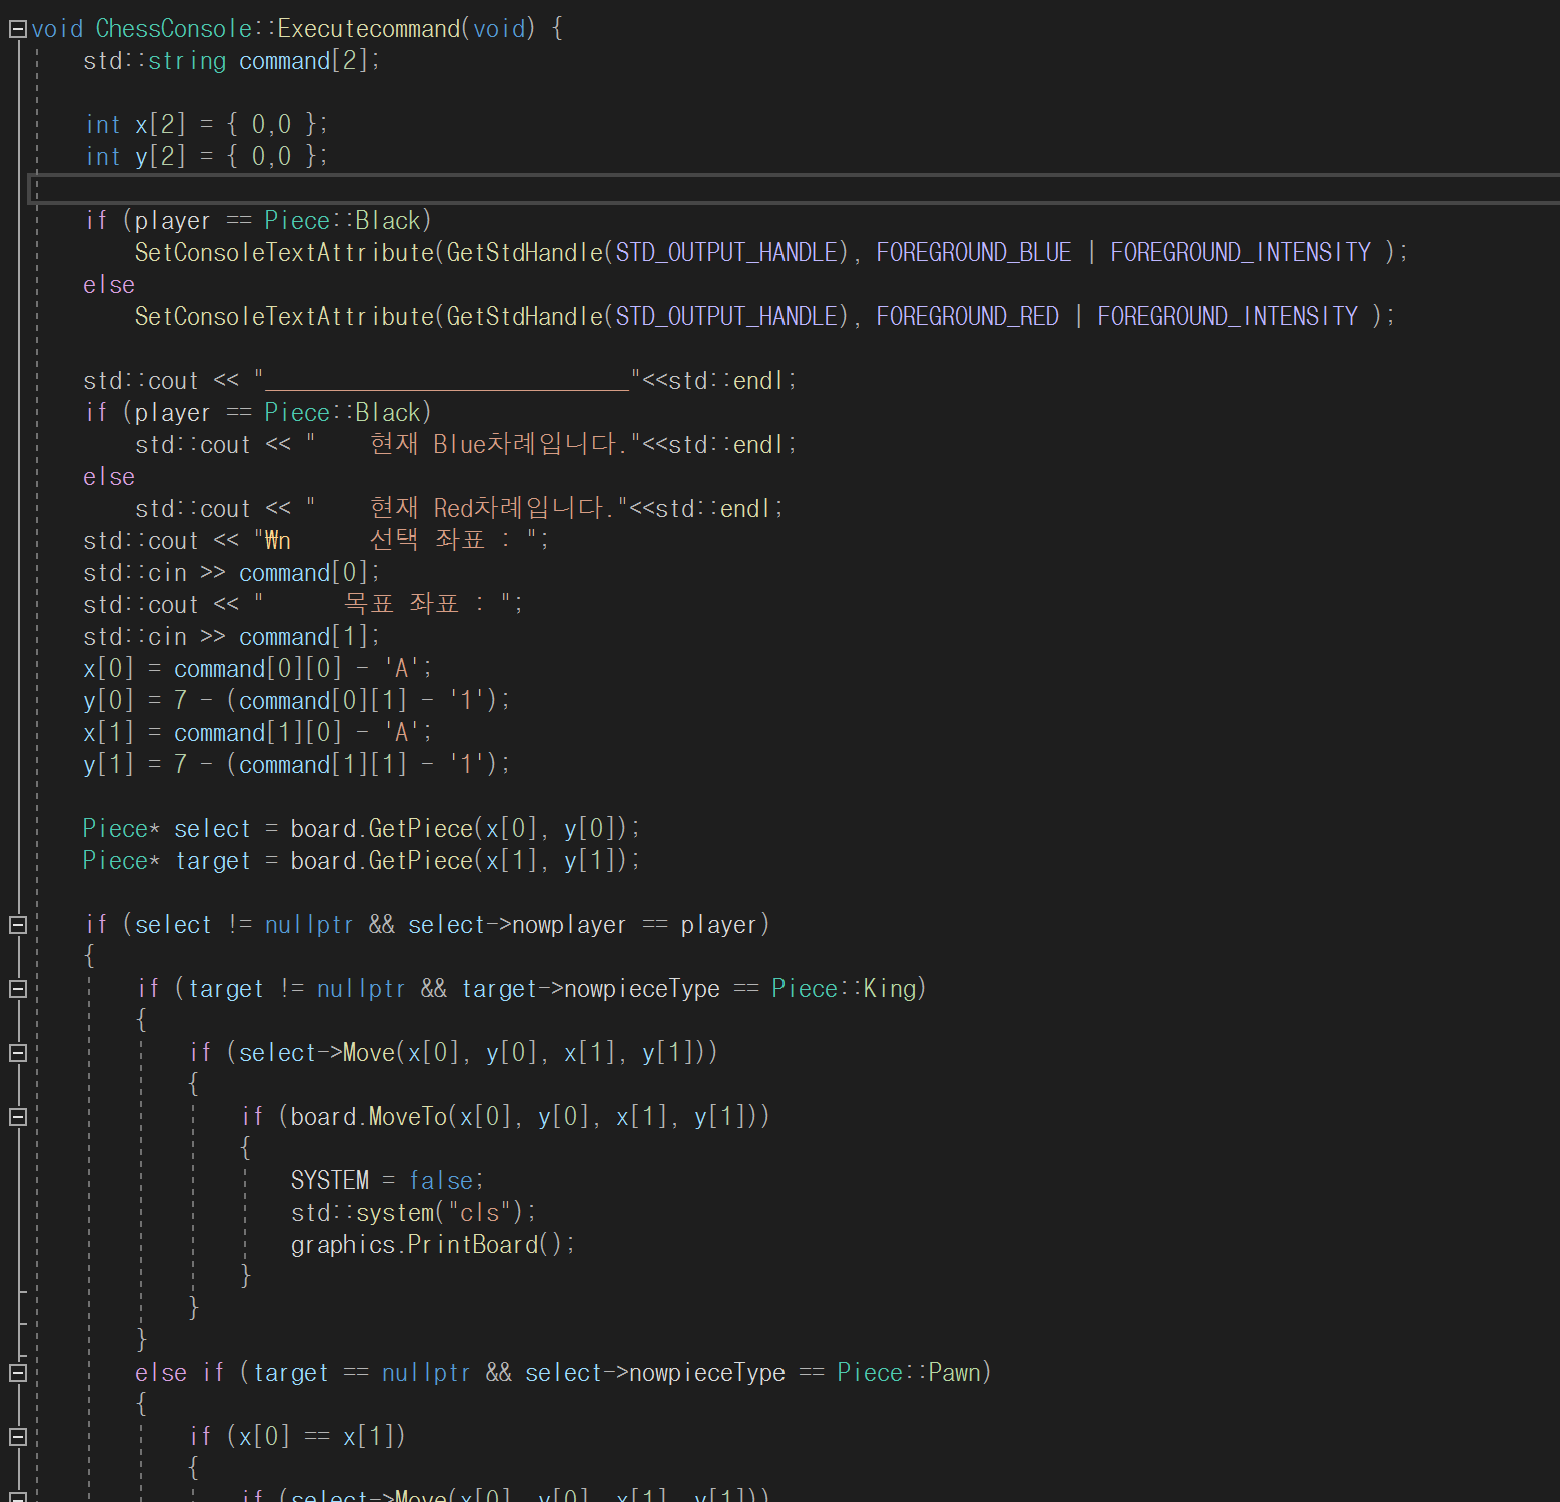 void ChessConsole::Executecommand(void) {
std::string command[2];
int x[2] = { 0,0 };
int y[2] = { 0,0 };
if (player == Piece::Black)
SetConsoleTextAttribute(GetStdHandle(STD_OUTPUT_HANDLE), FOREGROUND_BLUE | FOREGROUND_INTENSITY );
else
SetConsoleTextAttribute(GetStdHandle(STD_OUTPUT_HANDLE), FOREGROUND_RED | FOREGROUND_INTENSITY );
std::cout << "____________________________"<<std::endl;
if (player == Piece::Black)
std::cout << "    현재 Blue차례입니다."<<std::endl;
else
std::cout << "    현재 Red차례입니다."<<std::endl;
std::cout << "₩n      선택 좌표 : ";
std::cin >> command[0];
std::cout << "      목표 좌표 : ";
std::cin >> command[1];
x[0] = command[0][0] - 'A';
y[0] = 7 - (command[0][1] - '1');
x[1] = command[1][0] - 'A';
y[1] = 7 - (command[1][1] - '1');
Piece* select = board.GetPiece(x[0], y[0]);
Piece* target = board.GetPiece(x[1], y[1]);
if (select != nullptr && select->nowplayer == player)
{
if (target != nullptr && target->nowpieceType == Piece::King)
{
if (select->Move(x[0], y[0], x[1], y[1]))
{
if (board.MoveTo(x[0], y[0], x[1], y[1]))
{
SYSTEM = false;
std::system("cls");
graphics.PrintBoard();
}
}
}
else if (target == nullptr && select->nowpieceType == Piece::Pawn)
{
if (x[0] == x[1])
{
if (select->Move(x[0], y[0], x[1], y[1]))